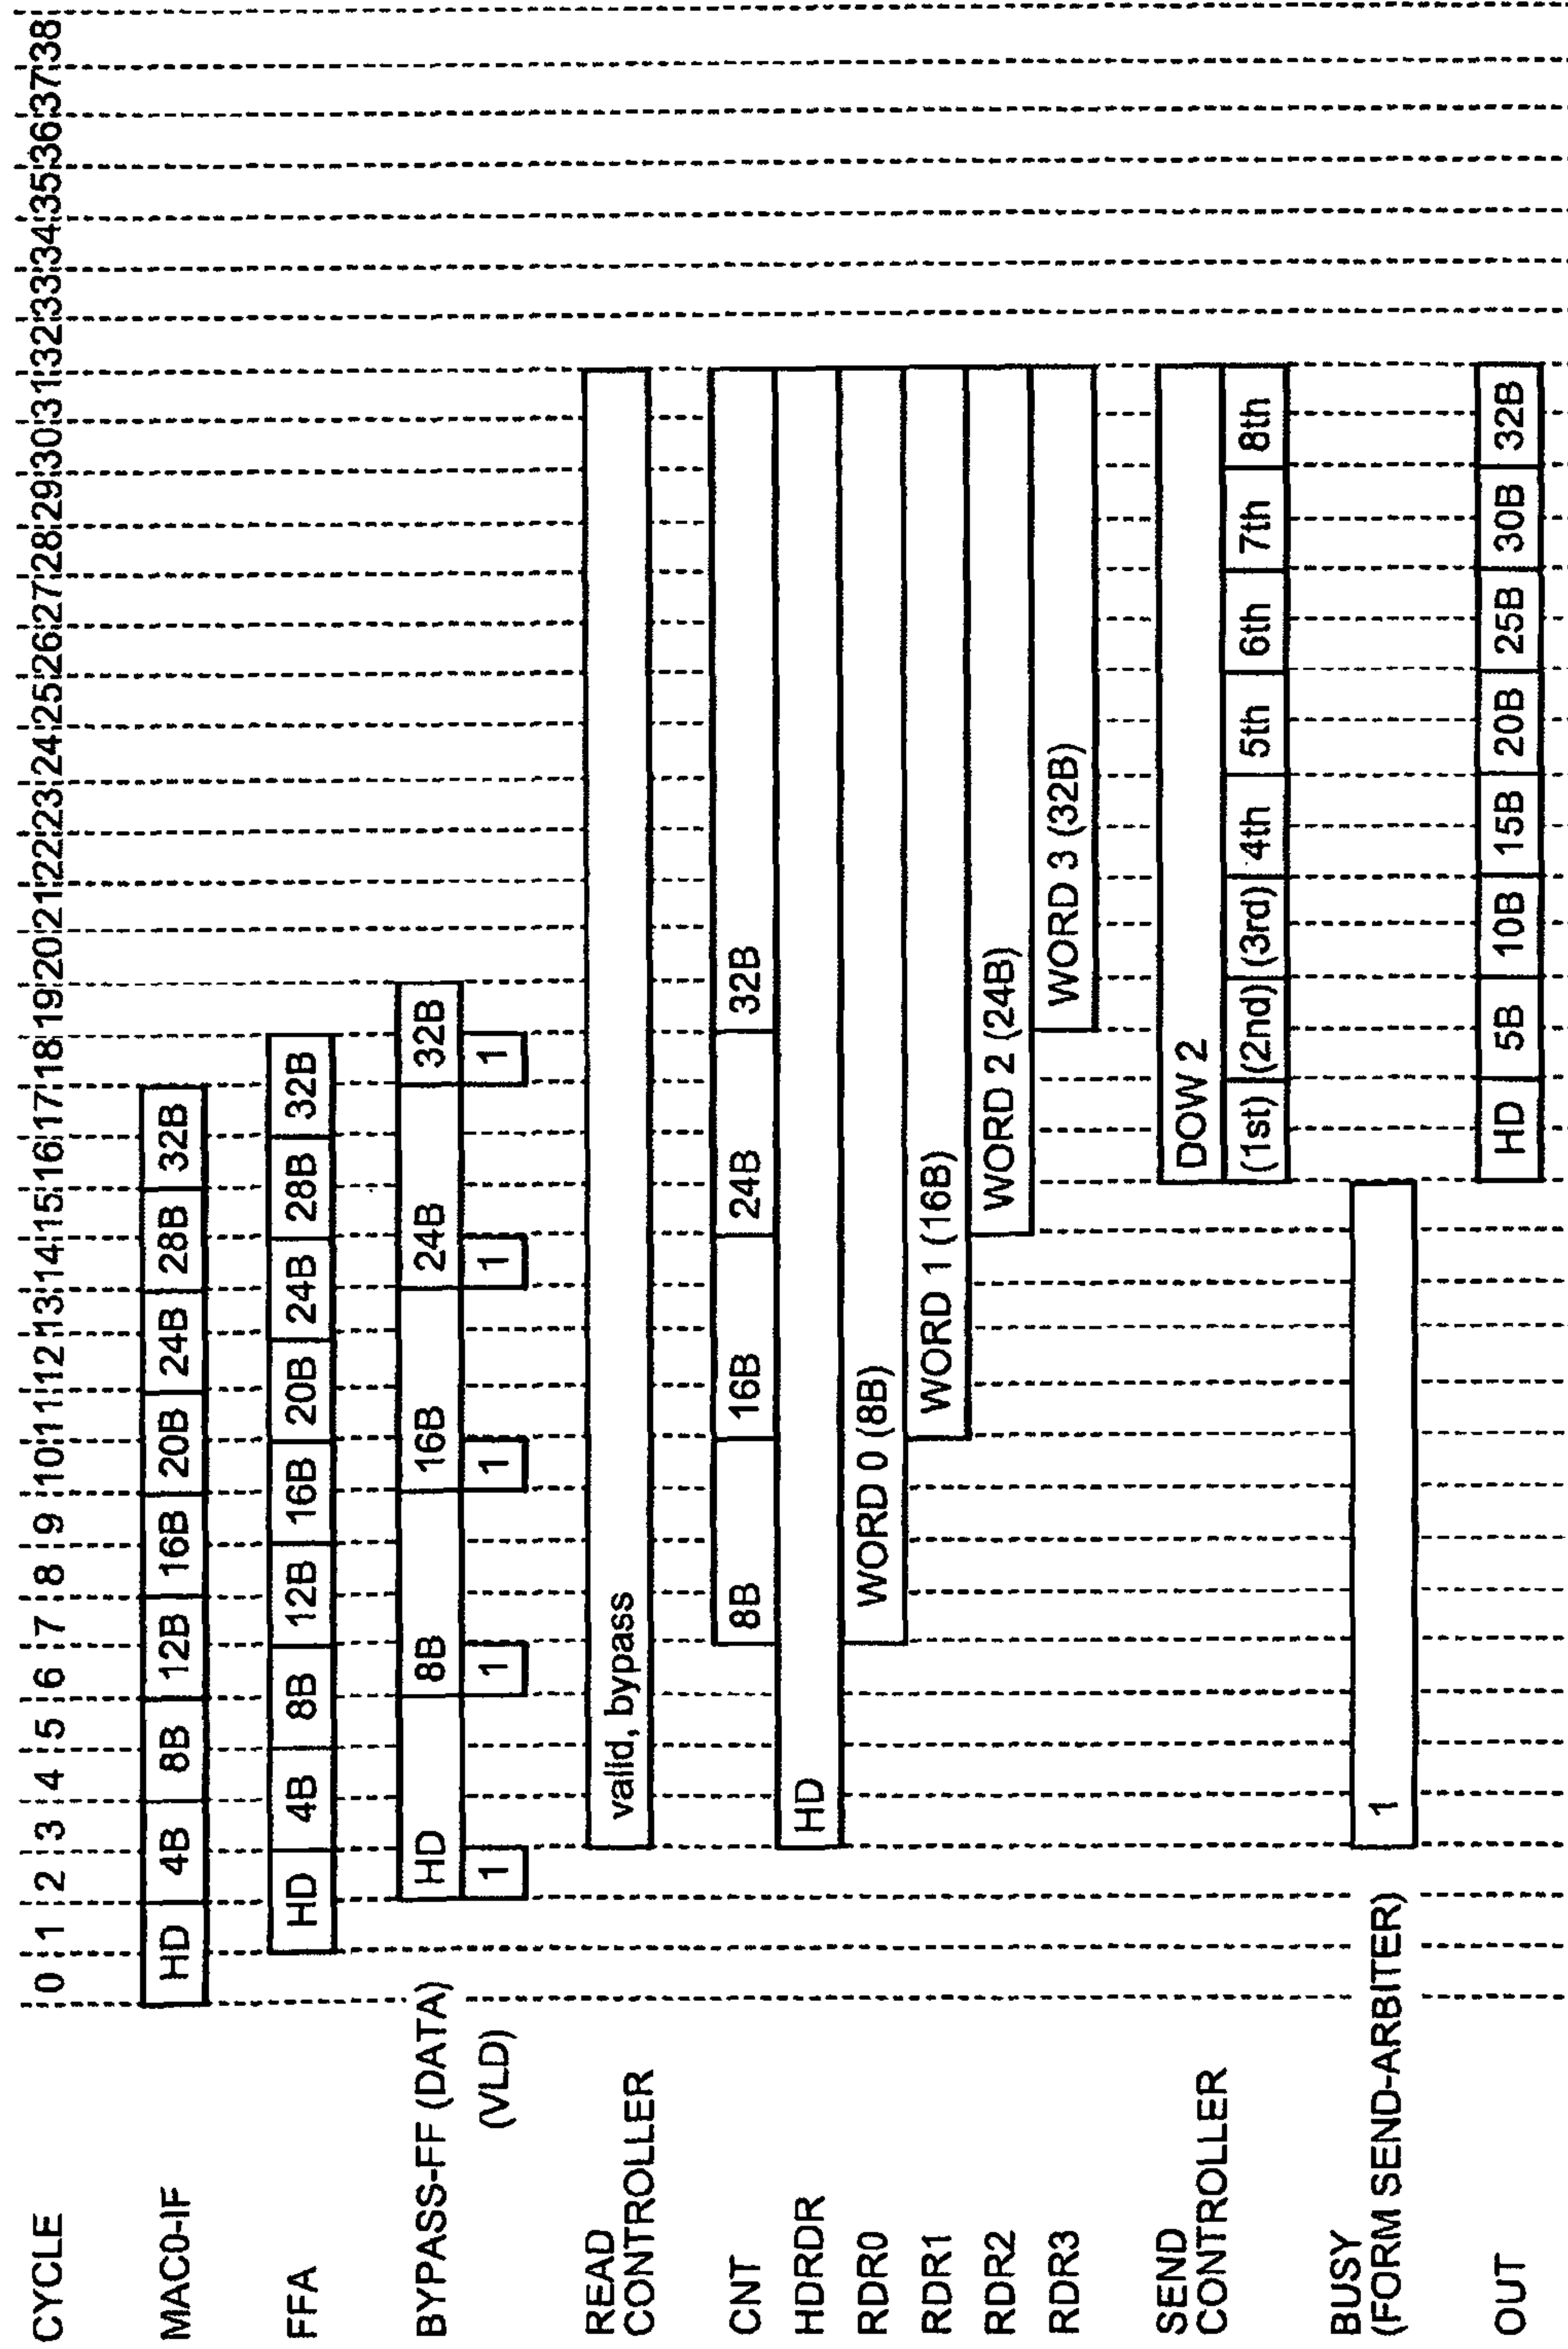 CYCLE 0 1 2 3 4 5 6 7 8 9 10 11 12 13 14 15 16 17 18 19 20 21 22 23 24 25 26 27 28 29 30 31 32 33 34 35 36 37 38
MAC0-IF HD 4B 8B 12B 16B 20B 24B 28B 32B
FFA HD 4B 8B 12B 16B 20B 24B 28B 32B
BYPASS-FF (DATA) HD 8B 16B 24B 32B
(VLD) 1 1 1 1 1
READ
CONTROLLER valid, bypass
CNT 8B 16B 24B 32B
HDRDR HD
RDR0 WORD 0 (8B)
RDR1 WORD 1 (16B)
RDR2 WORD 2 (24B)
RDR3 WORD 3 (32B)
SEND
CONTROLLER DOW 2
(1st) (2nd) (3rd) 4th 5th 6th 7th 8th
BUSY
(FORM SEND-ARBITER) 1
OUT HD 5B 10B 15B 20B 25B 30B 32B